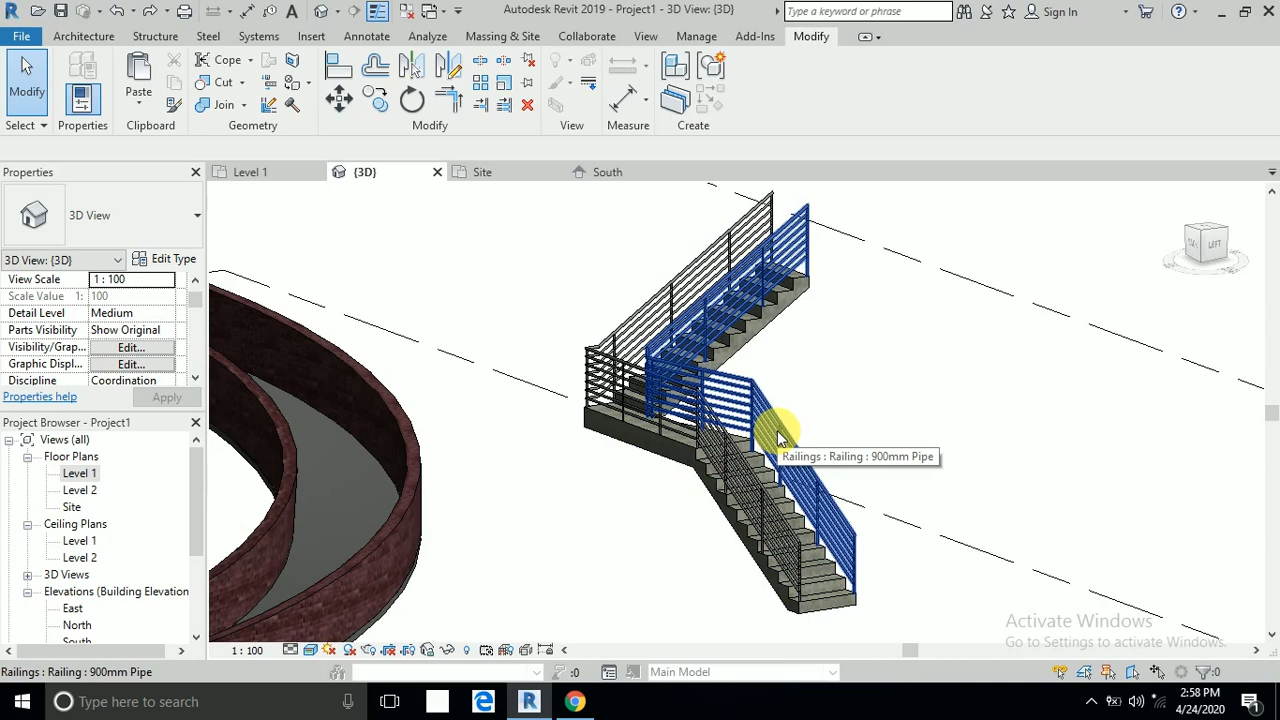 Autodesk Revit 2019 - Project1 - 3D View: {3D}
Type a keyword or phrase
Sign In
File
Architecture
Structure
Steel
Systems
Insert
Annotate
Analyze
Massing & Site
Collaborate
View
Manage
Add-Ins
Modify
Modify
Select
Properties
Paste
Clipboard
Cope
Cut
Join
Geometry
Modify
View
Measure
Create
Properties
Level 1
{3D}
Site
South
3D View
3D View: {3D}
Edit Type
View Scale 1 : 100
Scale Value 1: 100
Detail Level Medium
Parts Visibility Show Original
Visibility/Grap... Edit...
Graphic Displ... Edit...
Discipline Coordination
Properties help
Apply
Project Browser - Project1
Views (all)
Floor Plans
Level 1
Level 2
Site
Ceiling Plans
Level 1
Level 2
3D Views
Elevations (Building Elevation
East
North
South
LEFT
Railings : Railing : 900mm Pipe
Activate Windows
Go to Settings to activate Windows.
1 : 100
Railings : Railing : 900mm Pipe
:0
Main Model
:0
Type here to search
2:58 PM
4/24/2020